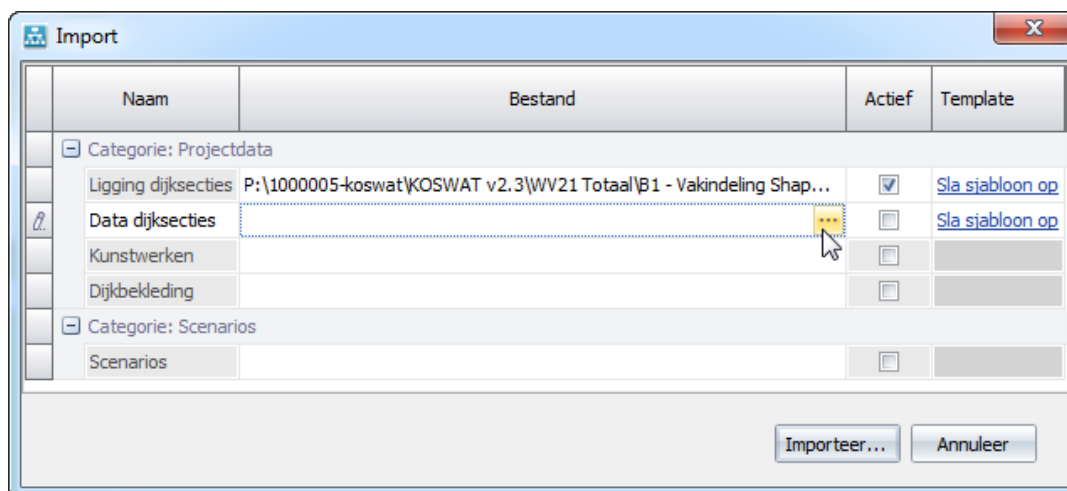 Import
Naam Bestand Actief Template
Categorie: Projectdata
Ligging dijksecties P:\1000005-koswat\KOSWAT v2.3\WV21 Totaal\B1 - Vakindeling Shap... Sla sjabloon op
Data dijksecties ... Sla sjabloon op
Kunstwerken
Dijkbekleding
Categorie: Scenarios
Scenarios
Importeer... Annuleer